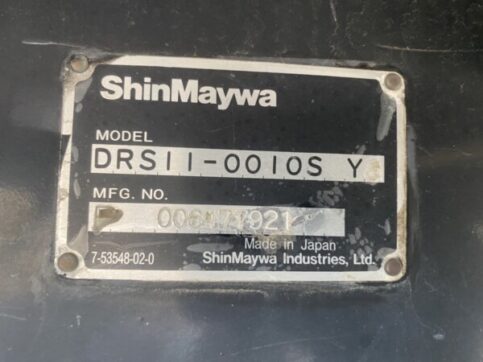 ShinMaywa
MODEL
DRS11-0010S Y
MFG. NO.
Made in Japan
7-53548-02-0 ShinMaywa Industries, Ltd.